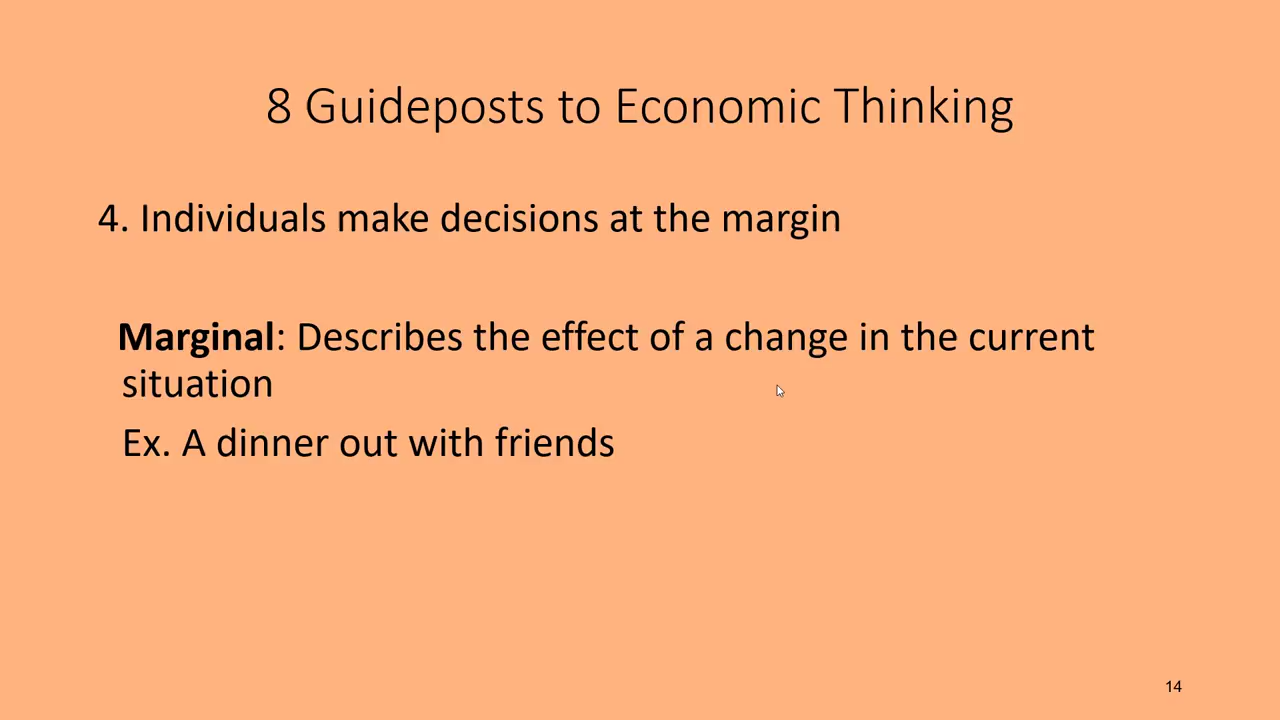 8 Guideposts to Economic Thinking
4. Individuals make decisions at the margin
Marginal: Describes the effect of a change in the current
situation
Ex. A dinner out with friends
14